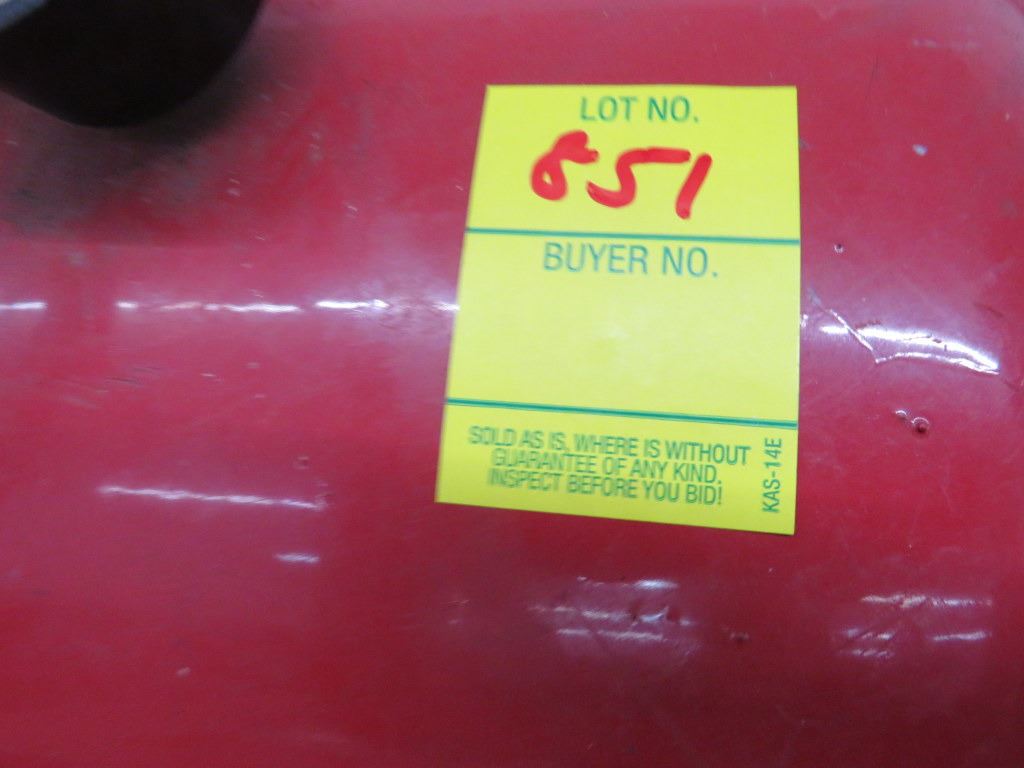 LOT NO.
851
BUYER NO.
SOLD AS IS, WHERE IS WITHOUT
GUARANTEE OF ANY KIND.
INSPECT BEFORE YOU BID!
KAS-14E